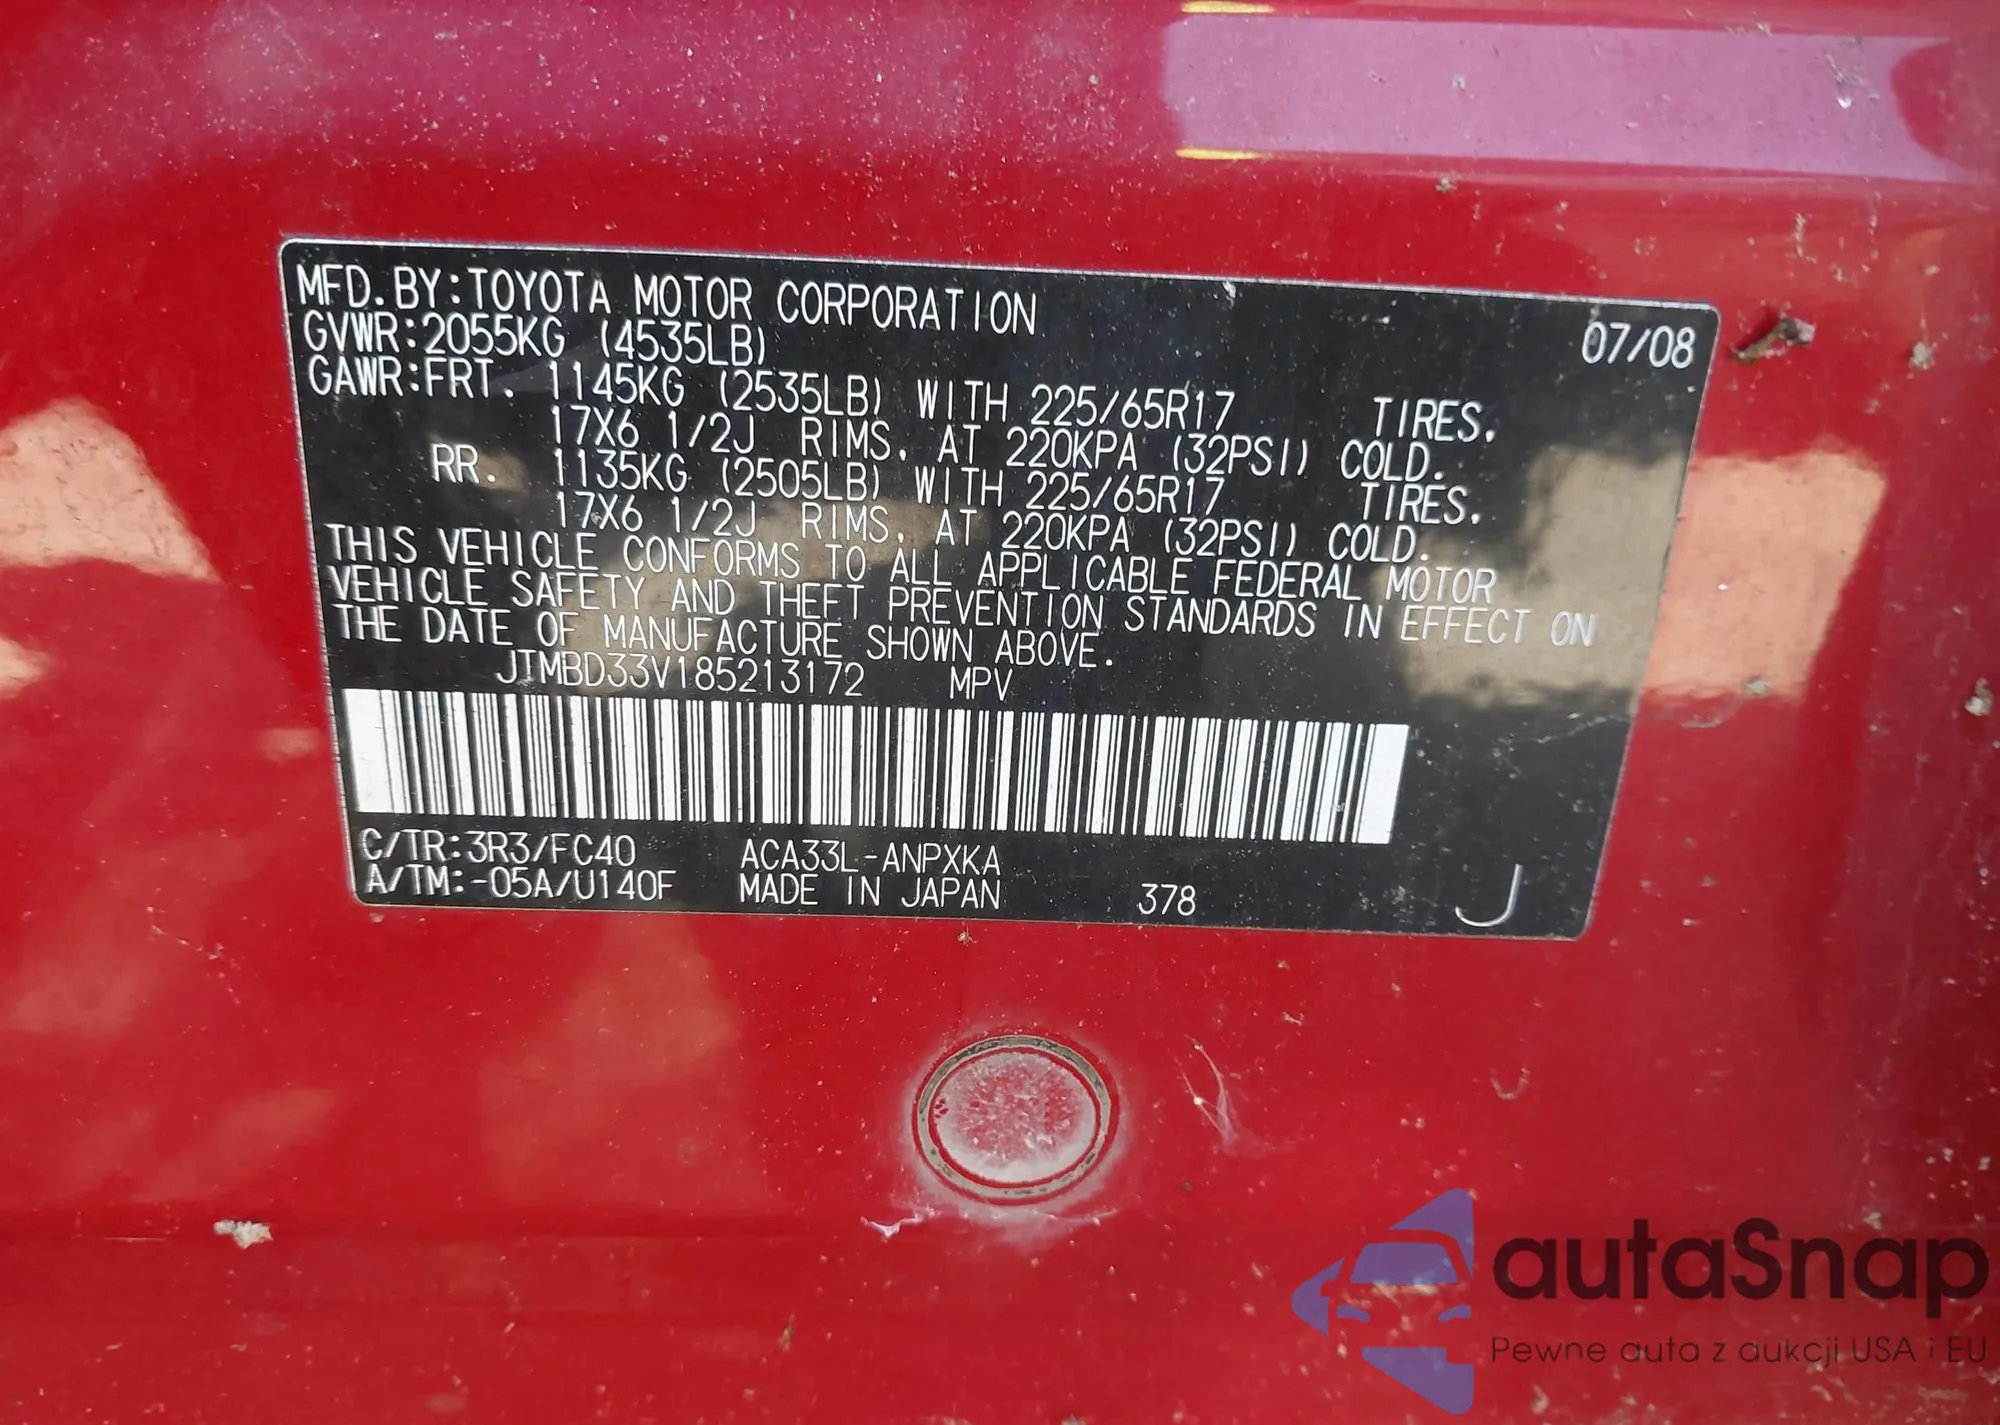 MFD.BY:TOYOTA MOTOR CORPORATION 07/08
GVWR:2055KG (4535LB)
GAWR:FRT. 1145KG (2535LB) WITH 225/65R17 TIRES,
17X6 1/2J RIMS, AT 220KPA (32PSI) COLD.
RR. 1135KG (2505LB) WITH 225/65R17 TIRES,
17X6 1/2J RIMS, AT 220KPA (32PSI) COLD.
THIS VEHICLE CONFORMS TO ALL APPLICABLE FEDERAL MOTOR
VEHICLE SAFETY AND THEFT PREVENTION STANDARDS IN EFFECT ON
THE DATE OF MANUFACTURE SHOWN ABOVE.
JTMBD33V185213172 MPV
C/TR:3R3/FC40 ACA33L-ANPXKA
A/TM:-05A/U140F MADE IN JAPAN 378 J
autaSnap
Pewne auta z aukcji USA i EU